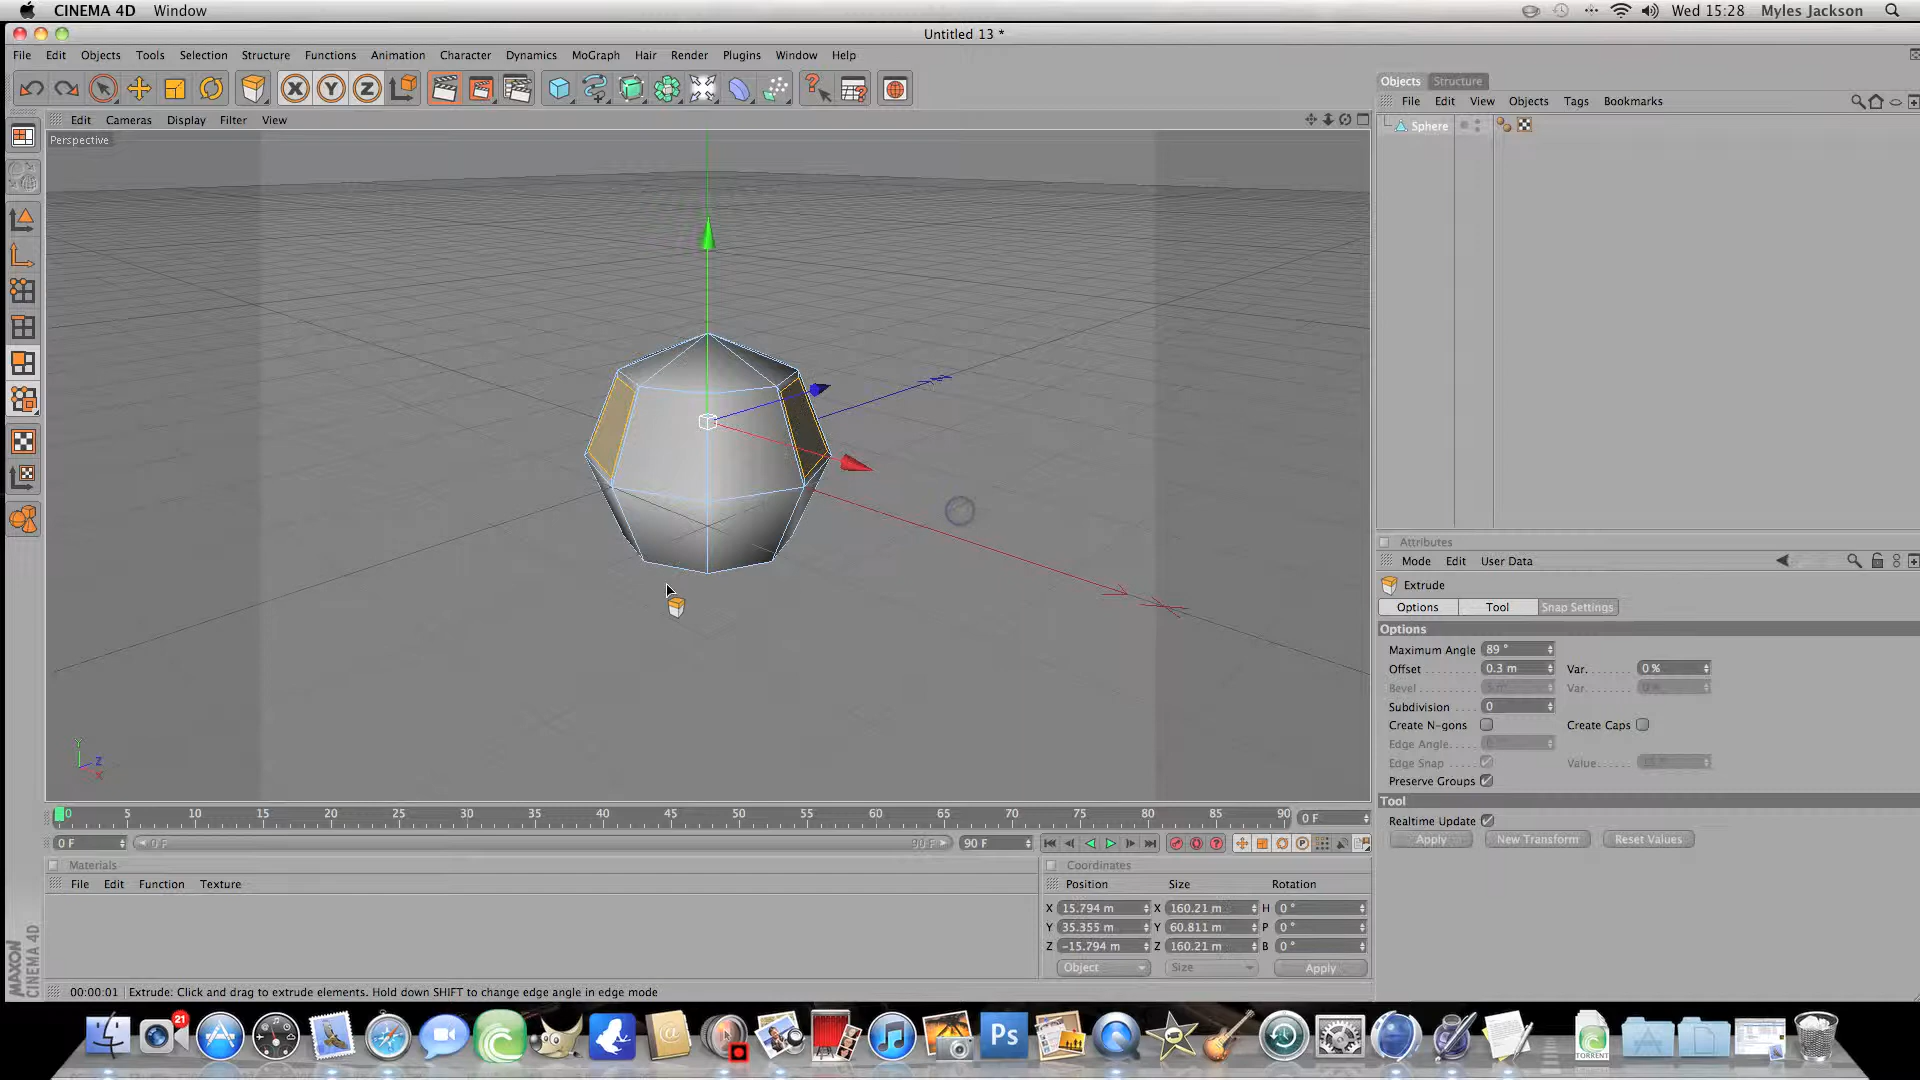 CINEMA 4D Window Wed 15:28 Myles Jackson
Untitled 13 *
File Edit Objects Tools Selection Structure Functions Animation Character Dynamics MoGraph Hair Render Plugins Window Help
X Y Z
Objects Structure
File Edit View Objects Tags Bookmarks
Edit Cameras Display Filter View
Sphere
Perspective
Attributes
Mode Edit User Data
Extrude
Options Tool Snap Settings
Options
Maximum Angle 89 °
Offset 0.3 m Var. 0 %
Bevel Var.
Subdivision 0
Create N-gons Create Caps
Edge Angle
Edge Snap Value
Preserve Groups
Tool
Realtime Update
Apply New Transform Reset Values
Y
Z
X
0 5 10 15 20 25 30 35 40 45 50 55 60 65 70 75 80 85 90 0 F
0 F 0 F 90 F 90 F
Materials
File Edit Function Texture
Coordinates
Position Size Rotation
X 15.794 m X 160.21 m H 0 °
Y 35.355 m Y 60.811 m P 0 °
Z -15.794 m Z 160.21 m B 0 °
Object Size Apply
MAXON
CINEMA 4D
00:00:01 Extrude: Click and drag to extrude elements. Hold down SHIFT to change edge angle in edge mode
21
Ps
TORRENT